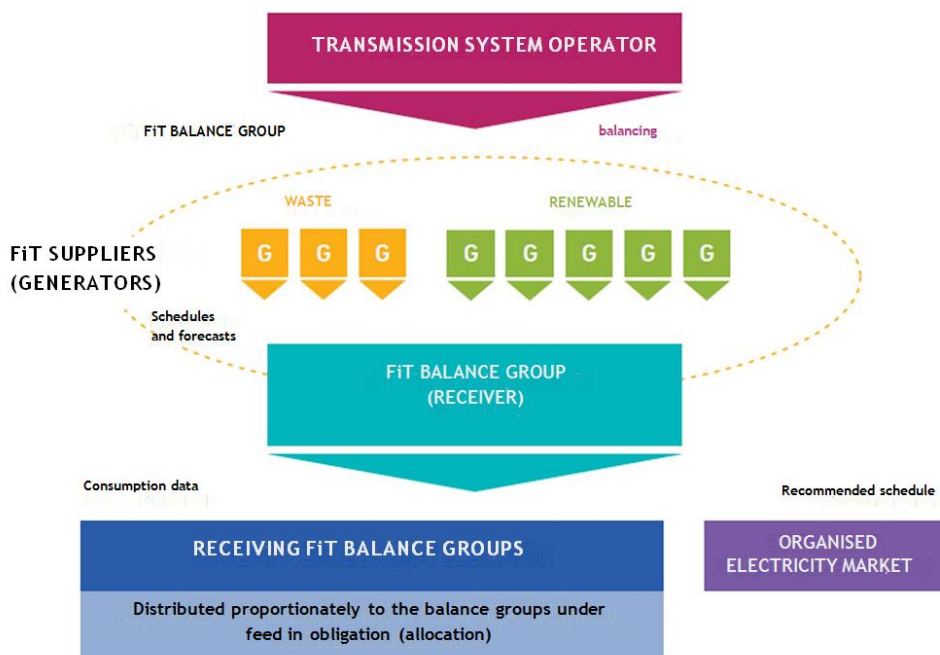 TRANSMISSION SYSTEM OPERATOR
FiT BALANCE GROUP
balancing
WASTE
RENEWABLE
G G G G G G G G
FiT SUPPLIERS
(GENERATORS)
Schedules
and forecasts
FiT BALANCE GROUP
(RECEIVER)
Consumption data
Recommended schedule
RECEIVING FiT BALANCE GROUPS
ORGANISED
ELECTRICITY MARKET
Distributed proportionately to the balance groups under
feed in obligation (allocation)